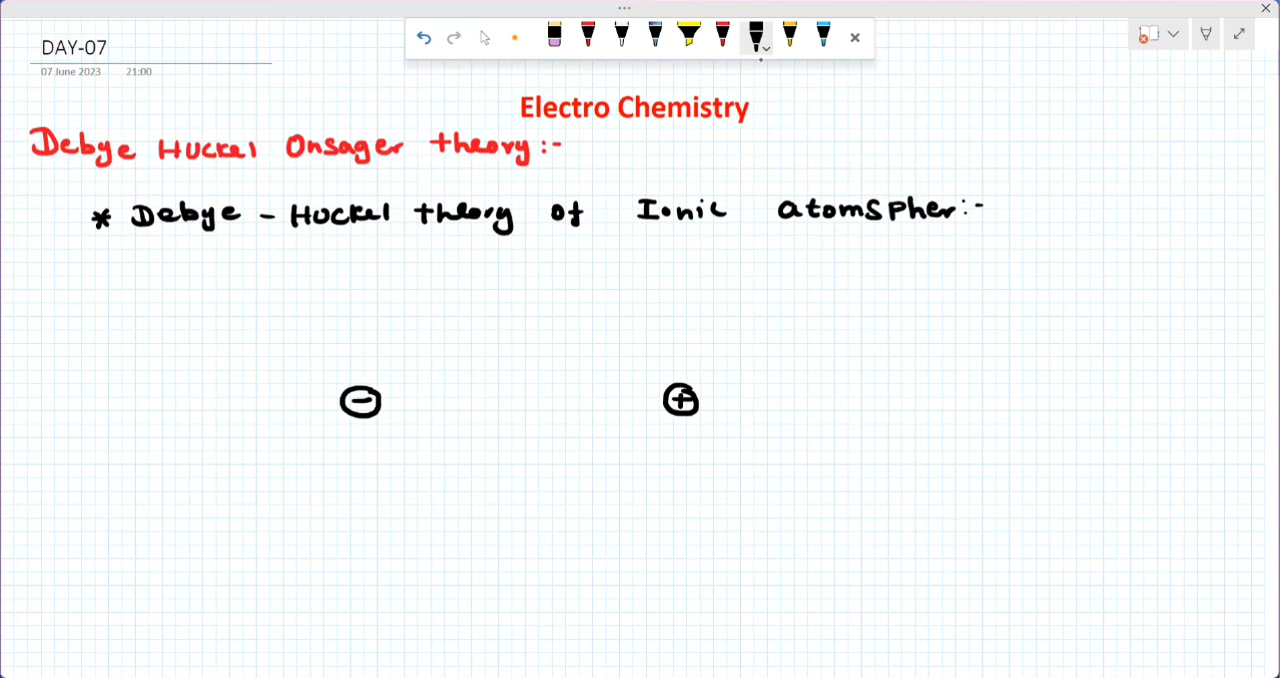 DAY-07
07 June 2023 21:00
Electro Chemistry
Debye Huckel Onsager theory:-
* Debye - Huckel theory of Ionic atomspher:-
- +